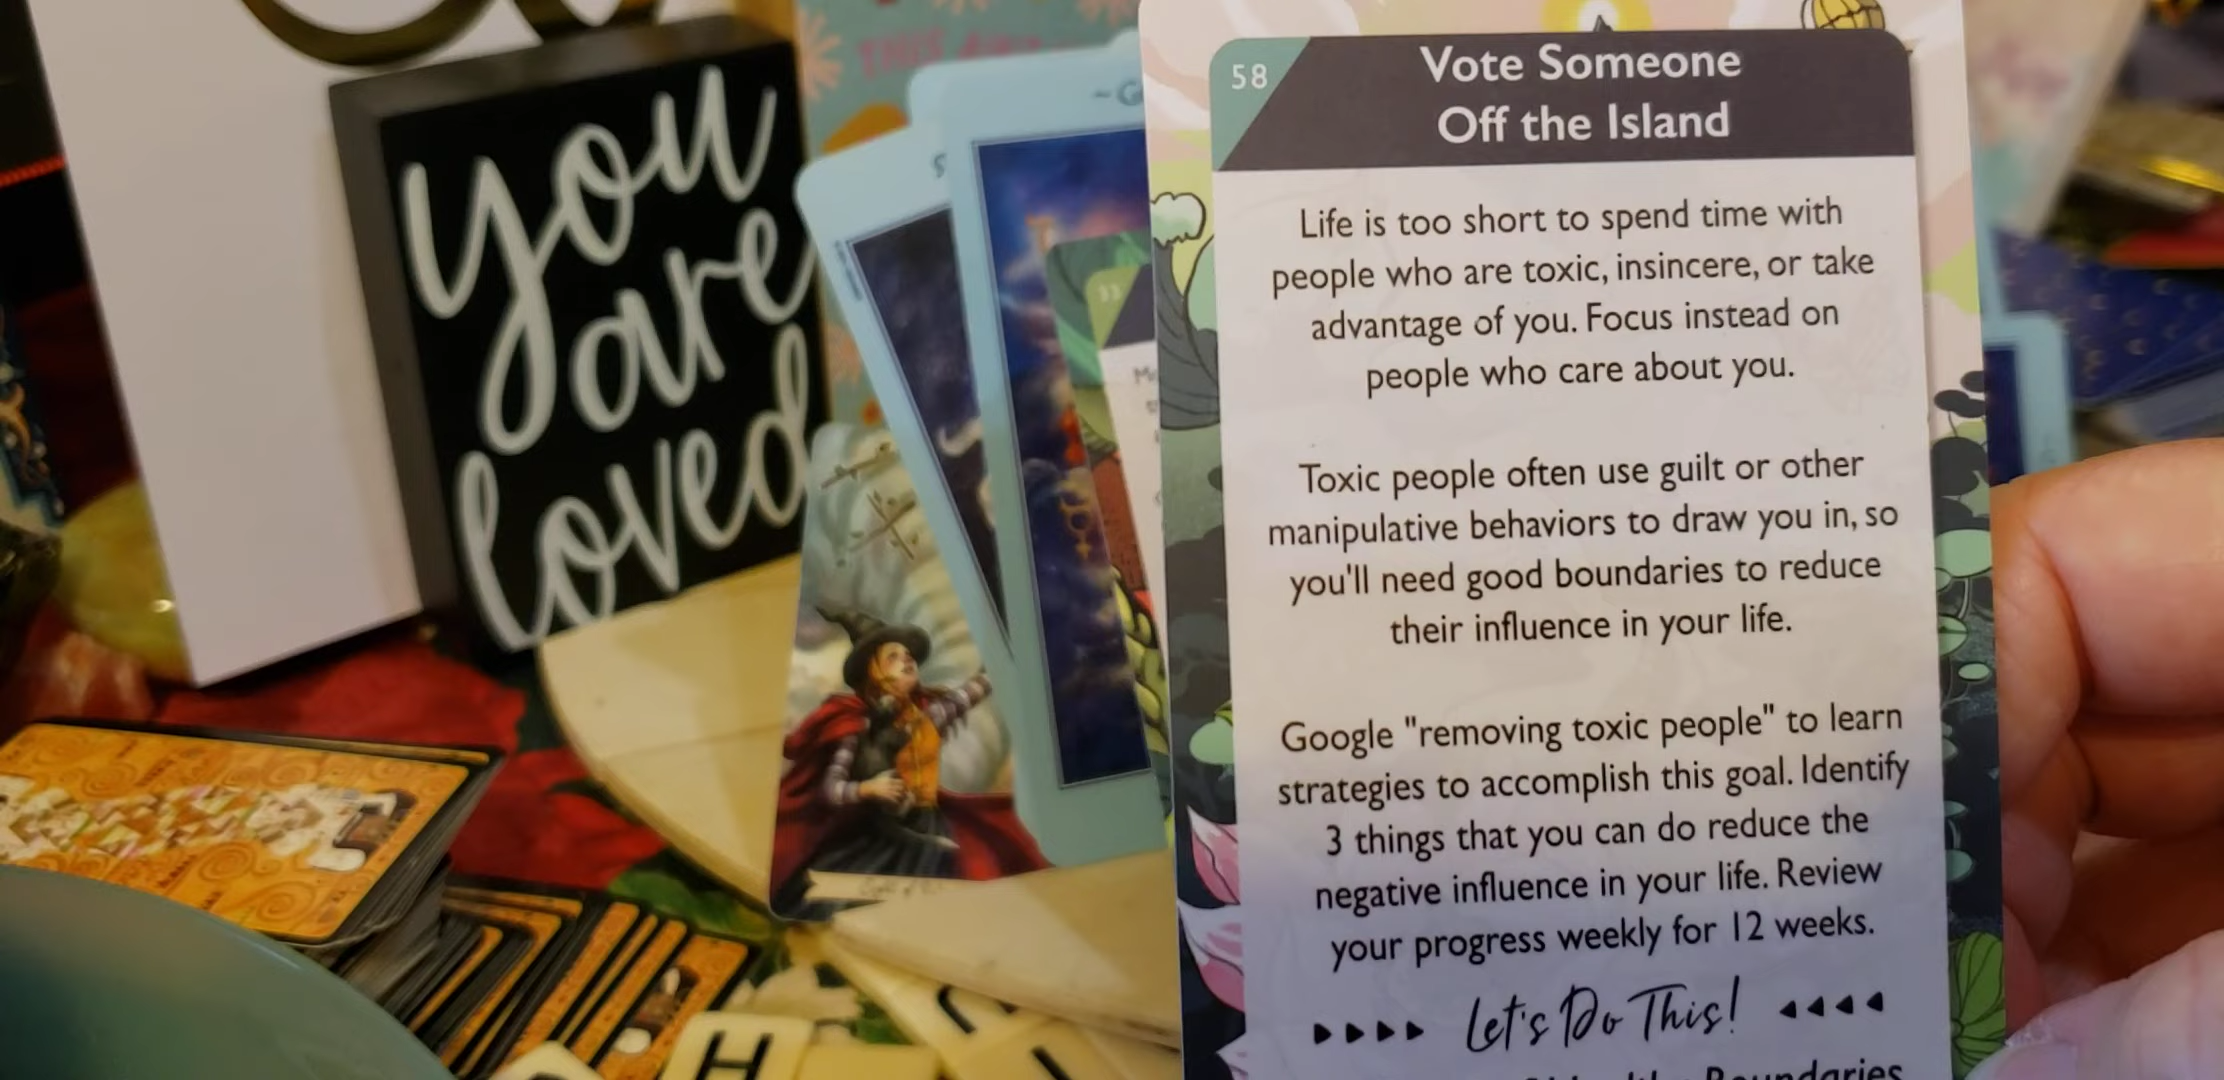 you
are
loved
THIS
58
Vote Someone
Off the Island
Life is too short to spend time with
people who are toxic, insincere, or take
advantage of you. Focus instead on
people who care about you.
Toxic people often use guilt or other
manipulative behaviors to draw you in, so
you'll need good boundaries to reduce
their influence in your life.
Google "removing toxic people" to learn
strategies to accomplish this goal. Identify
3 things that you can do reduce the
negative influence in your life. Review
your progress weekly for 12 weeks.
Let's Do This!
Boundaries
H